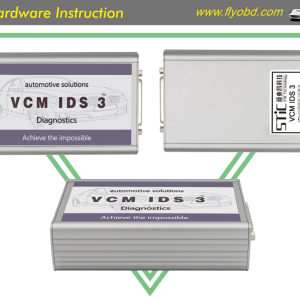 ardware Instruction
www.flyobd.com
automotive solutions
VCM IDS 3
Diagnostics
Achieve the impossible
STIC
VCM IDS 3
automotive solutions
VCM IDS 3
Diagnostics
Achieve the impossible